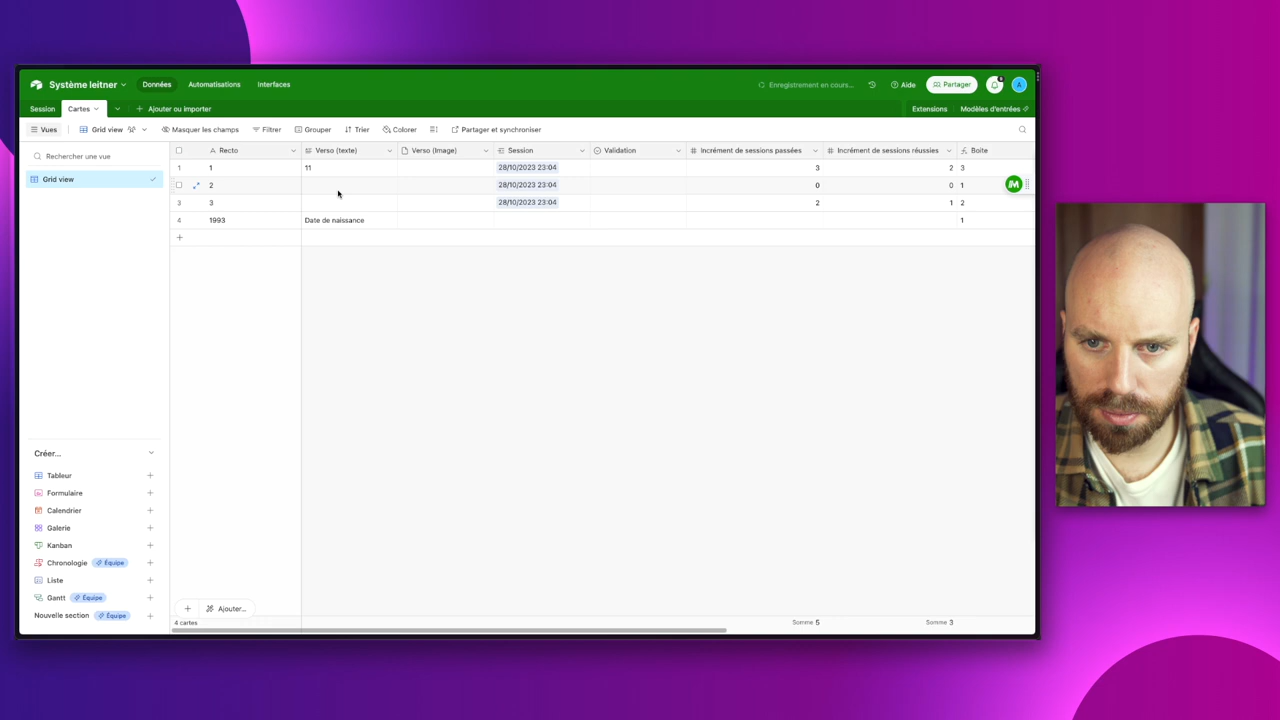 Système leitner
Données
Automatisations
Interfaces
Enregistrement en cours...
Aide
Partager
A
Session
Cartes
Ajouter ou importer
Extensions
Modèles d'entrées
Vues
Grid view
Masquer les champs
Filtrer
Grouper
Trier
Colorer
Partager et synchroniser
Rechercher une vue
Grid view
Recto Verso (texte) Verso (Image) Session Validation Incrément de sessions passées Incrément de sessions réussies Boite
1 1 11 28/10/2023 23:04 3 2 3
2 28/10/2023 23:04 0 0 1
3 3 28/10/2023 23:04 2 1 2
4 1993 Date de naissance 1
Créer...
Tableur
Formulaire
Calendrier
Galerie
Kanban
Chronologie Équipe
Liste
Gantt Équipe
Nouvelle section Équipe
Ajouter...
4 cartes Somme 5 Somme 3